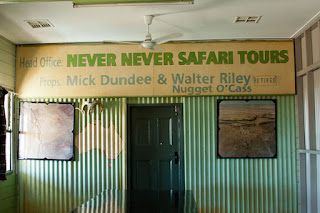 Head Office: NEVER NEVER SAFARI TOURS
Props: Mick Dundee & Walter Riley (RETIRED)
Nugget O'Cass